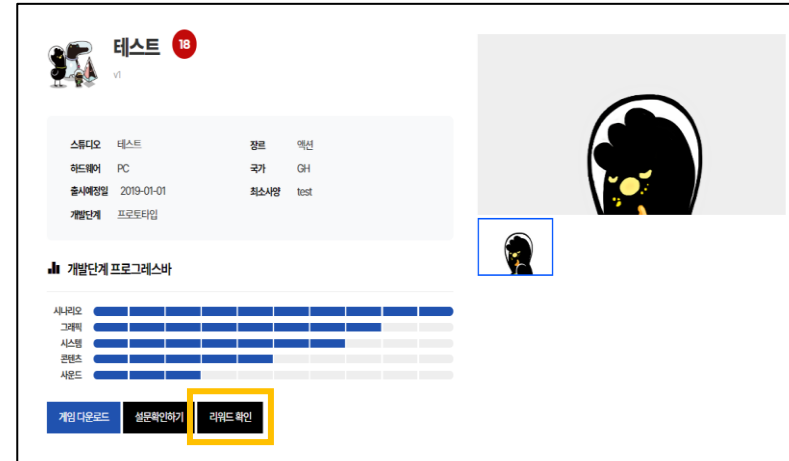 테스트 18
v1
스튜디오 테스트 장르 액션
하드웨어 PC 국가 GH
출시예정일 2019-01-01 최소사양 test
개발단계 프로토타입
개발단계 프로그레스바
시나리오
그래픽
시스템
콘텐츠
사운드
게임 다운로드 설문확인하기 리워드 확인